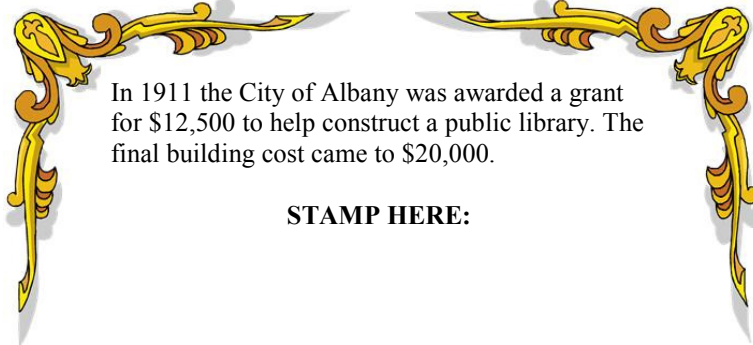 In 1911 the City of Albany was awarded a grant
for $12,500 to help construct a public library. The
final building cost came to $20,000.
STAMP HERE: